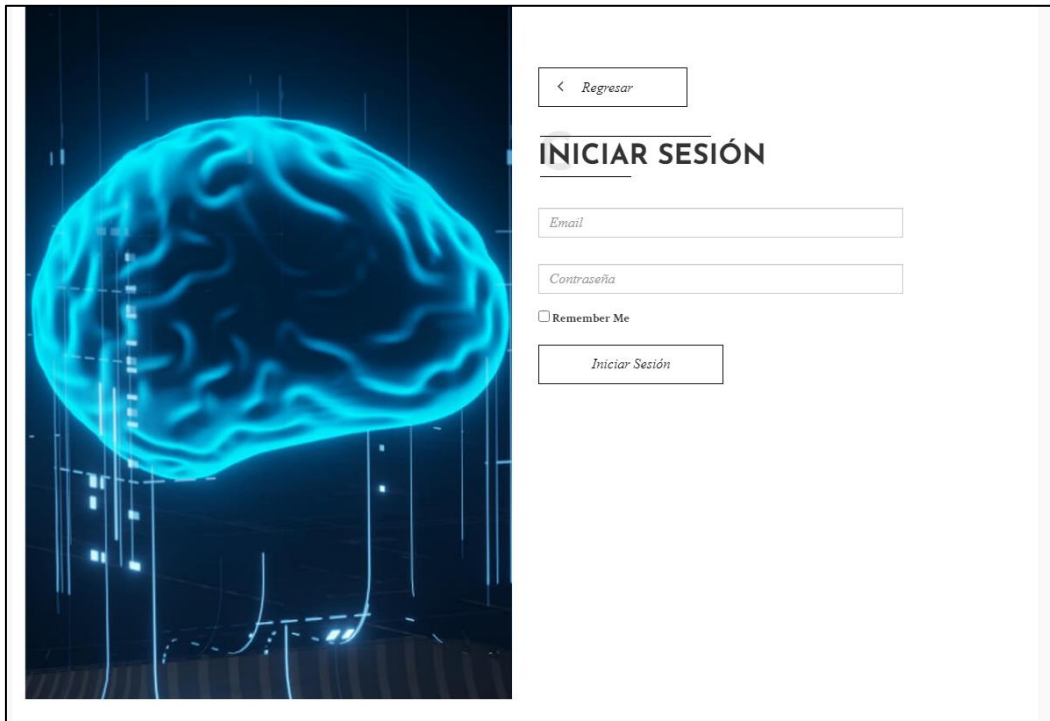 Regresar
INICIAR SESIÓN
Email
Contraseña
Remember Me
Iniciar Sesión